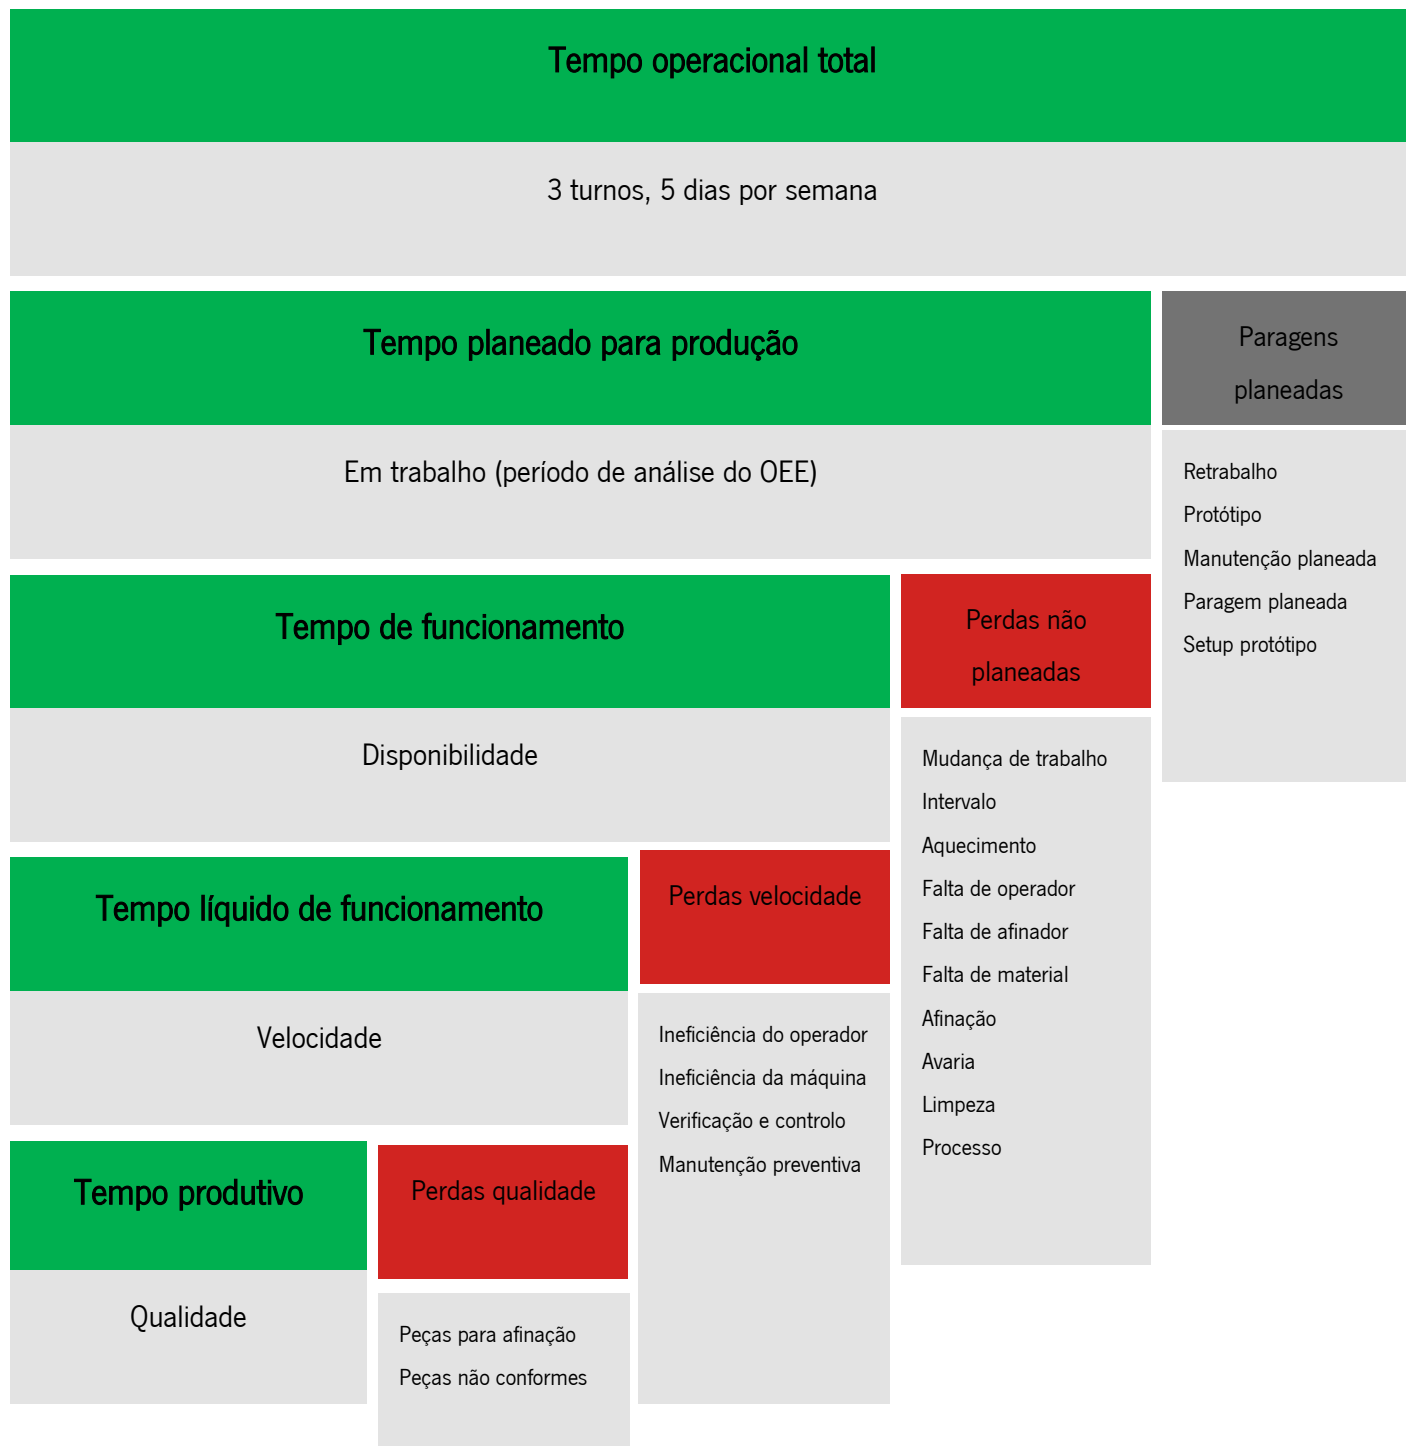 Tempo operacional total
3 turnos, 5 dias por semana
Tempo planeado para produção
Em trabalho (período de análise do OEE)
Paragens
planeadas
Retrabalho
Protótipo
Manutenção planeada
Paragem planeada
Setup protótipo
Tempo de funcionamento
Disponibilidade
Perdas não
planeadas
Mudança de trabalho
Intervalo
Aquecimento
Falta de operador
Falta de afinador
Falta de material
Afinação
Avaria
Limpeza
Processo
Tempo líquido de funcionamento
Velocidade
Perdas velocidade
Ineficiência do operador
Ineficiência da máquina
Verificação e controlo
Manutenção preventiva
Tempo produtivo
Qualidade
Perdas qualidade
Peças para afinação
Peças não conformes